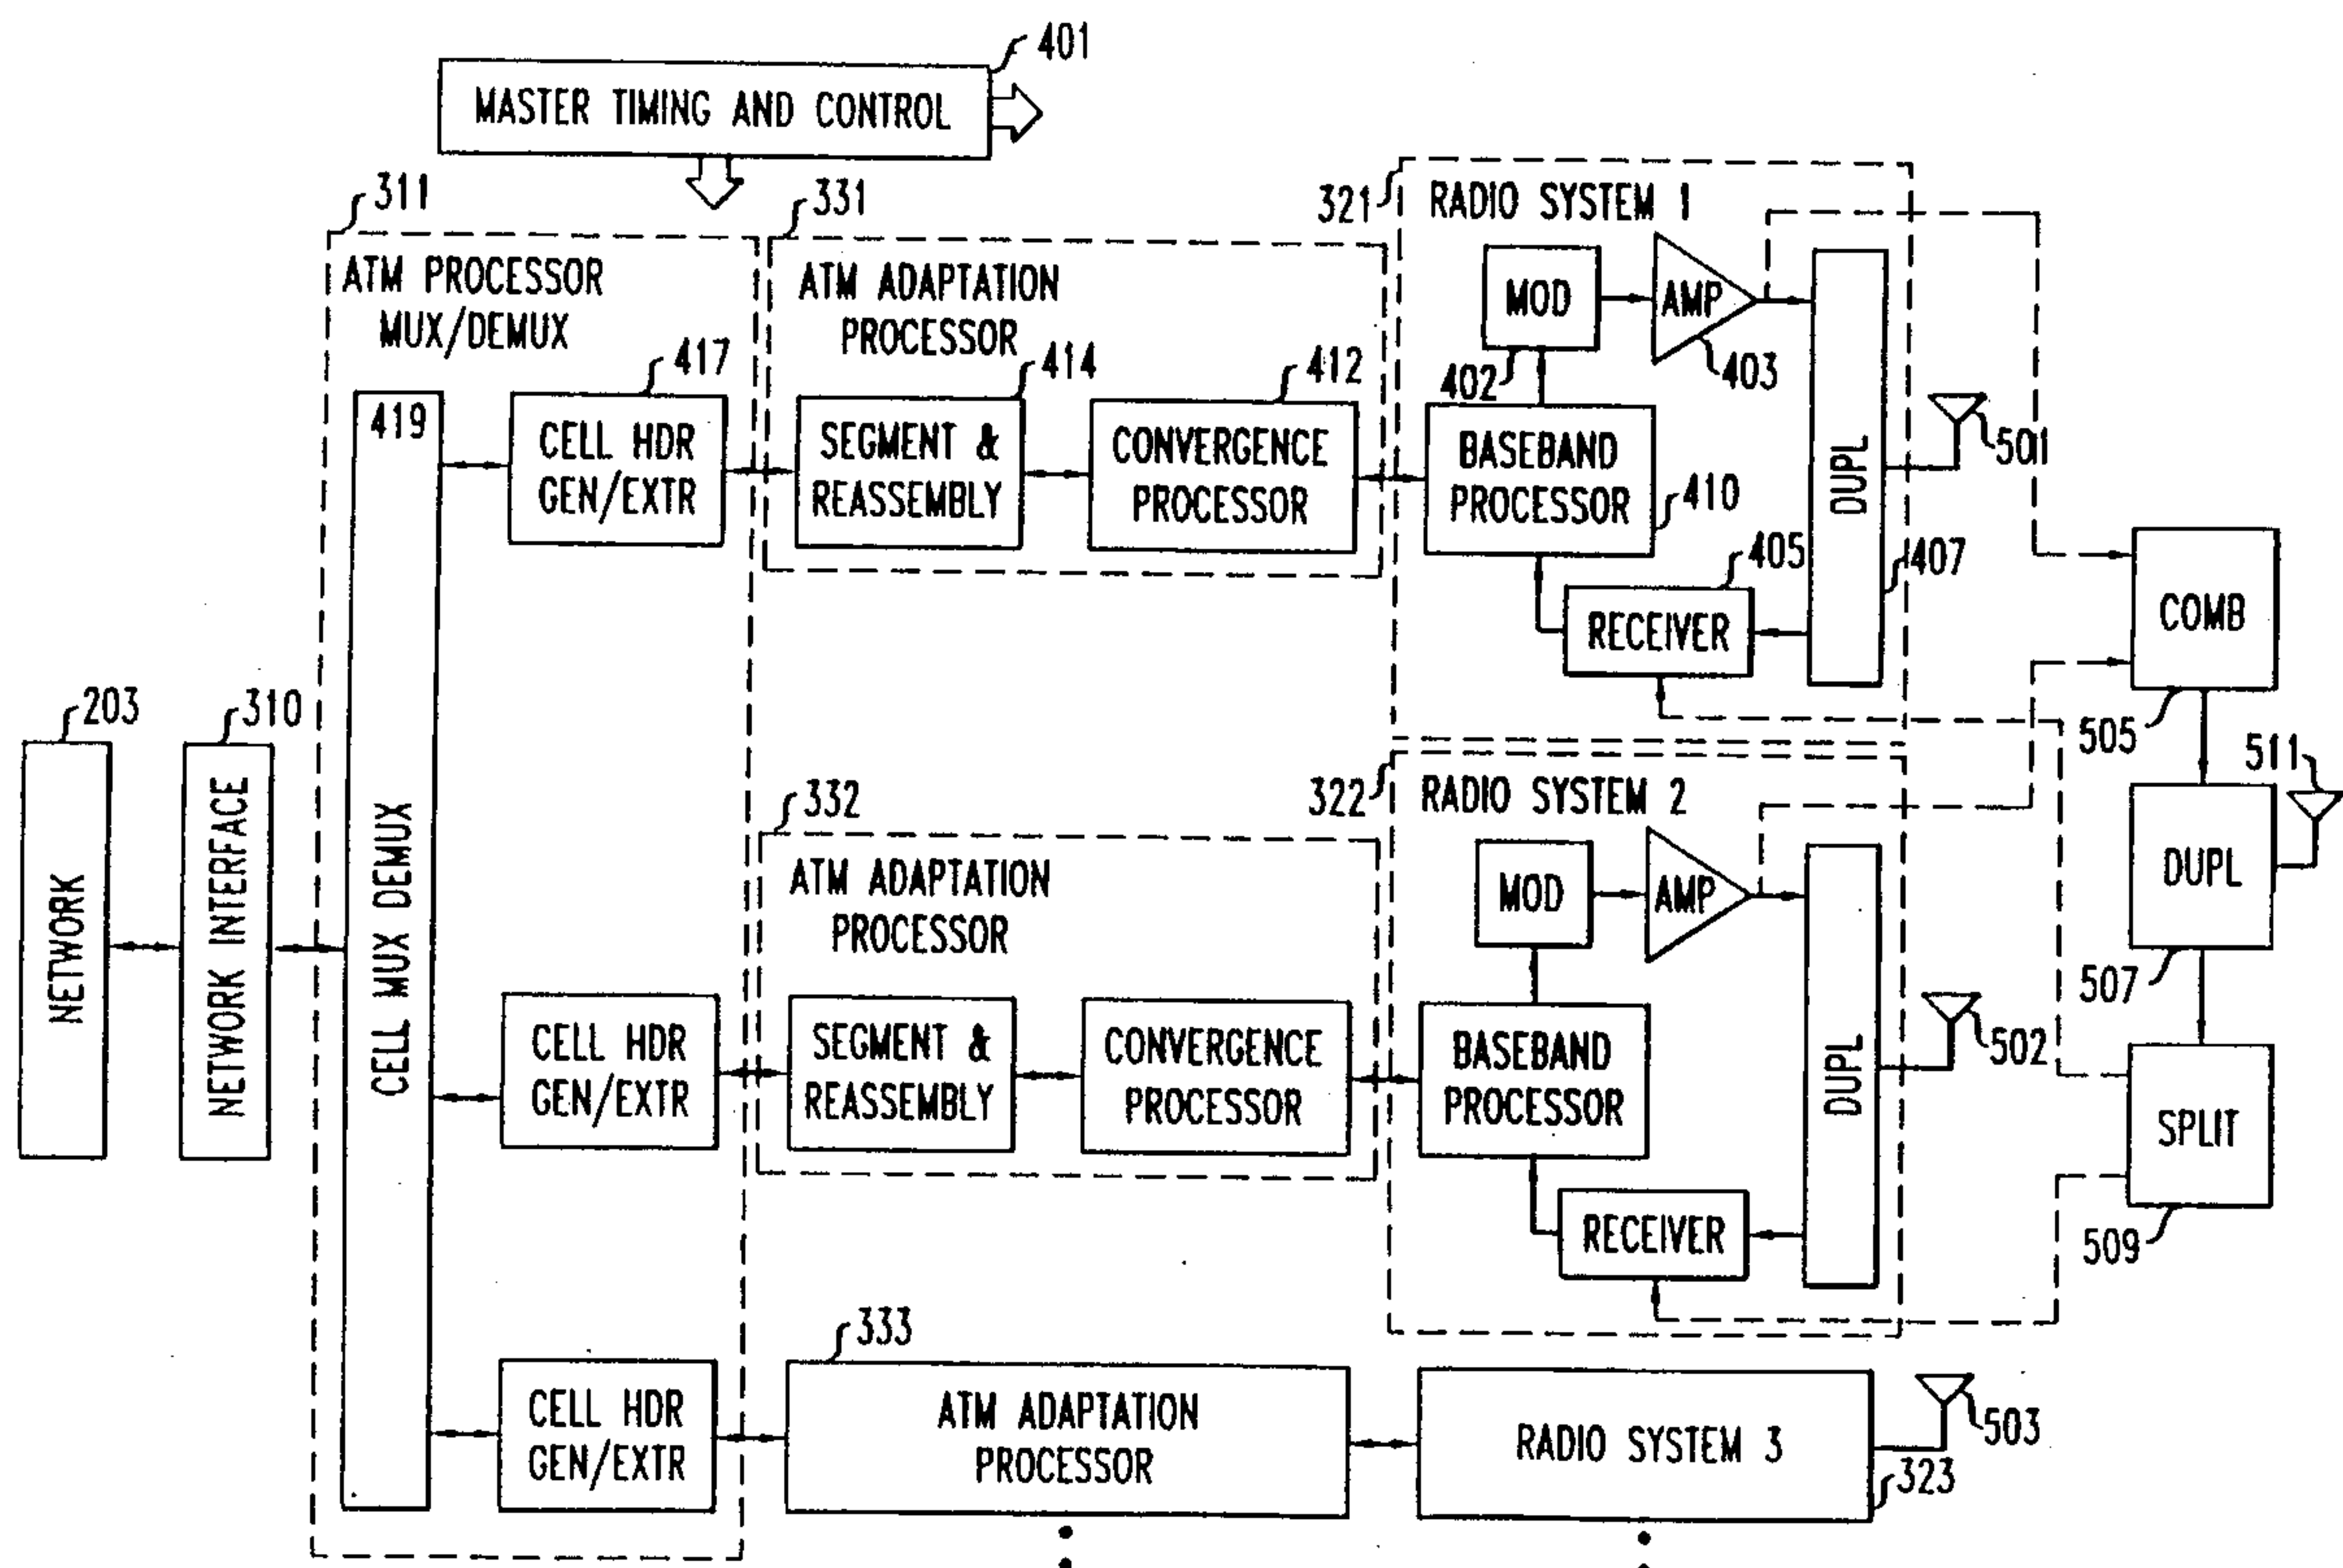 401
MASTER TIMING AND CONTROL
311
ATM PROCESSOR
MUX/DEMUX
331
ATM ADAPTATION
PROCESSOR
321
RADIO SYSTEM 1
MOD
402
AMP
403
DUPL
407
501
419
CELL MUX DEMUX
417
CELL HDR
GEN/EXTR
414
SEGMENT &
REASSEMBLY
412
CONVERGENCE
PROCESSOR
BASEBAND
PROCESSOR
410
405
RECEIVER
COMB
505
203
NETWORK
310
NETWORK INTERFACE
332
ATM ADAPTATION
PROCESSOR
322
RADIO SYSTEM 2
MOD
AMP
DUPL
502
511
DUPL
507
CELL HDR
GEN/EXTR
SEGMENT &
REASSEMBLY
CONVERGENCE
PROCESSOR
BASEBAND
PROCESSOR
RECEIVER
SPLIT
509
CELL HDR
GEN/EXTR
333
ATM ADAPTATION
PROCESSOR
RADIO SYSTEM 3
503
323